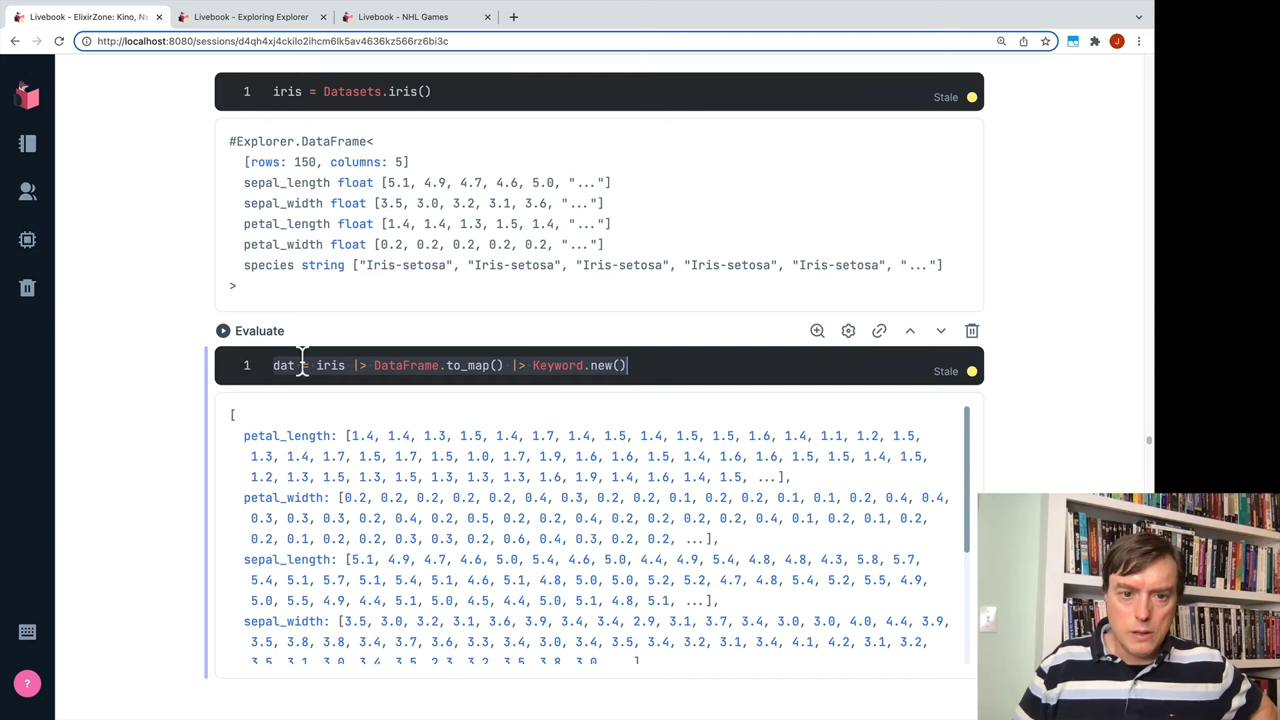 Livebook - ElixirZone: Kino, Nx
Livebook - Exploring Explorer
Livebook - NHL Games
http://localhost:8080/sessions/d4qh4xj4ckilo2ihcm6lk5av4636kz566rz6bi3c
J
1 iris = Datasets.iris()
Stale
#Explorer.DataFrame<
[rows: 150, columns: 5]
sepal_length float [5.1, 4.9, 4.7, 4.6, 5.0, "..."]
sepal_width float [3.5, 3.0, 3.2, 3.1, 3.6, "..."]
petal_length float [1.4, 1.4, 1.3, 1.5, 1.4, "..."]
petal_width float [0.2, 0.2, 0.2, 0.2, 0.2, "..."]
species string ["Iris-setosa", "Iris-setosa", "Iris-setosa", "Iris-setosa", "Iris-setosa", "..."]
>
Evaluate
1 dat = iris |> DataFrame.to_map() |> Keyword.new()
Stale
[
petal_length: [1.4, 1.4, 1.3, 1.5, 1.4, 1.7, 1.4, 1.5, 1.4, 1.5, 1.5, 1.6, 1.4, 1.1, 1.2, 1.5,
1.3, 1.4, 1.7, 1.5, 1.7, 1.5, 1.0, 1.7, 1.9, 1.6, 1.6, 1.5, 1.4, 1.6, 1.6, 1.5, 1.5, 1.4, 1.5,
1.2, 1.3, 1.5, 1.3, 1.5, 1.3, 1.3, 1.3, 1.6, 1.9, 1.4, 1.6, 1.4, 1.5, ...],
petal_width: [0.2, 0.2, 0.2, 0.2, 0.2, 0.4, 0.3, 0.2, 0.2, 0.1, 0.2, 0.2, 0.1, 0.1, 0.2, 0.4, 0.4,
0.3, 0.3, 0.3, 0.2, 0.4, 0.2, 0.5, 0.2, 0.2, 0.4, 0.2, 0.2, 0.2, 0.2, 0.4, 0.1, 0.2, 0.1, 0.2,
0.2, 0.1, 0.2, 0.2, 0.3, 0.3, 0.2, 0.6, 0.4, 0.3, 0.2, 0.2, ...],
sepal_length: [5.1, 4.9, 4.7, 4.6, 5.0, 5.4, 4.6, 5.0, 4.4, 4.9, 5.4, 4.8, 4.8, 4.3, 5.8, 5.7,
5.4, 5.1, 5.7, 5.1, 5.4, 5.1, 4.6, 5.1, 4.8, 5.0, 5.0, 5.2, 5.2, 4.7, 4.8, 5.4, 5.2, 5.5, 4.9,
5.0, 5.5, 4.9, 4.4, 5.1, 5.0, 4.5, 4.4, 5.0, 5.1, 4.8, 5.1, ...],
sepal_width: [3.5, 3.0, 3.2, 3.1, 3.6, 3.9, 3.4, 3.4, 2.9, 3.1, 3.7, 3.4, 3.0, 3.0, 4.0, 4.4, 3.9,
3.5, 3.8, 3.8, 3.4, 3.7, 3.6, 3.3, 3.4, 3.0, 3.4, 3.5, 3.4, 3.2, 3.1, 3.4, 4.1, 4.2, 3.1, 3.2,
3.5, 3.1, 3.0, 3.4, 3.5, 2.3, 3.2, 3.5, 3.8, 3.0,
?